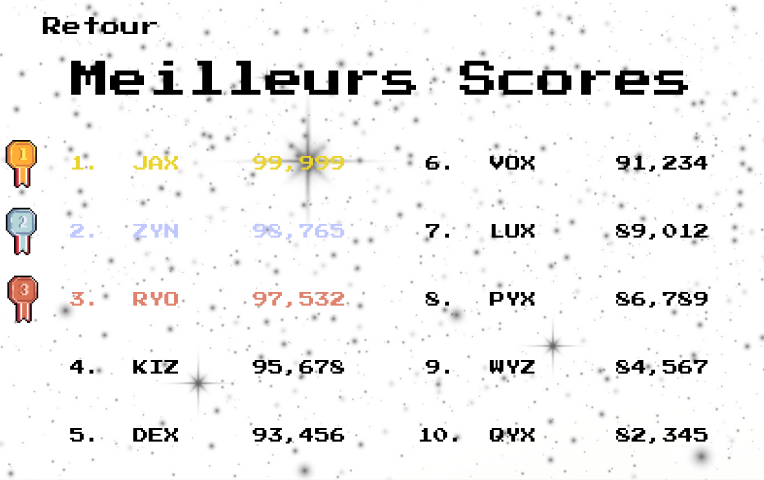 Retour
Meilleurs Scores
1 1. JAX 99,999
2 2. ZYN 98,765
3 3. RYO 97,532
4. KIZ 95,678
5. DEX 93,456
6. VOX 91,234
7. LUX 89,012
8. PYX 86,789
9. WYZ 84,567
10. QYX 82,345